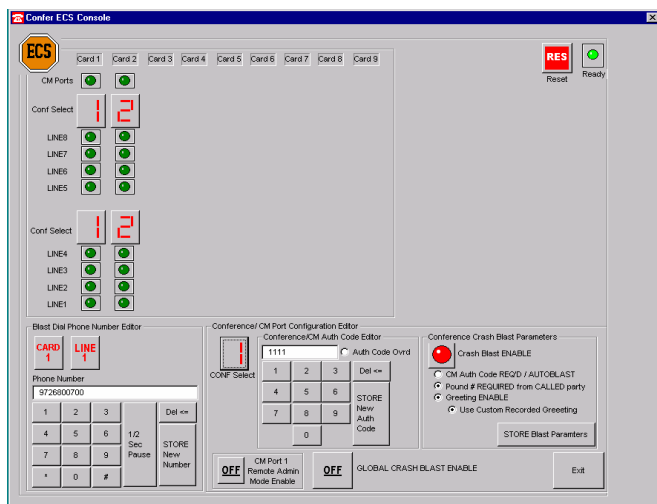 Confer ECS Console
ECS
Card 1 Card 2 Card 3 Card 4 Card 5 Card 6 Card 7 Card 8 Card 9
RES
Reset
Ready
CM Ports
Conf Select 1 2
LINE8
LINE7
LINE6
LINE5
Conf Select 1 2
LINE4
LINE3
LINE2
LINE1
Blast Dial Phone Number Editor
CARD 1
LINE 1
Phone Number
9726800700
1 2 3 Del <=
4 5 6
7 8 9
* 0 #
1/2 Sec Pause
STORE New Number
Conference/ CM Port Configuration Editor
1
CONF Select
Conference/CM Auth Code Editor
1111 Auth Code Ovrd
1 2 3 Del <=
4 5 6
7 8 9
0
STORE New Auth Code
Conference Crash Blast Parameters
Crash Blast ENABLE
CM Auth Code REQ'D / AUTOBLAST
Pound # REQUIRED from CALLED party
Greeting ENABLE
Use Custom Recorded Greeeting
STORE Blast Paramters
OFF CM Port 1 Remote Admin Mode Enable
OFF GLOBAL CRASH BLAST ENABLE
Exit